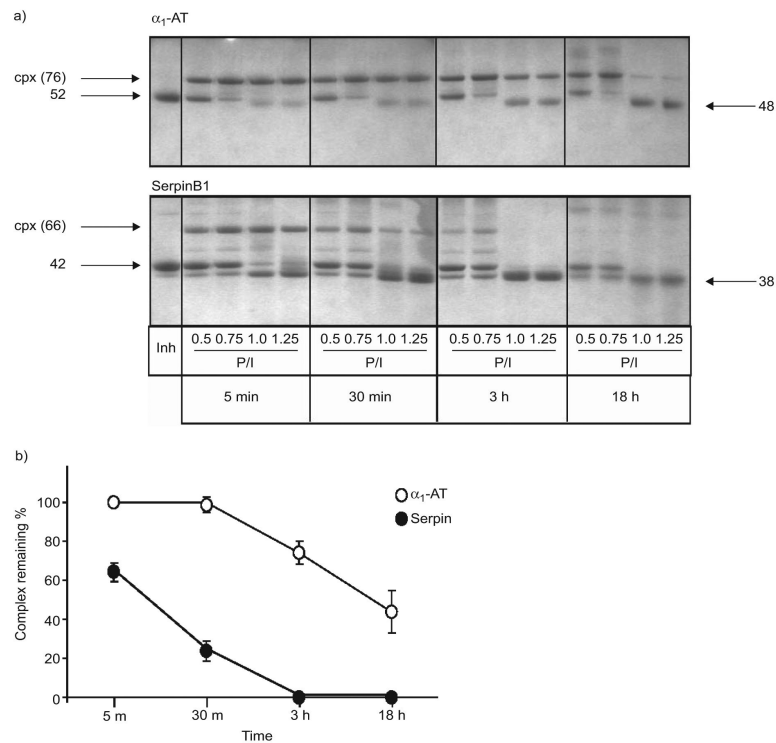 a)
α1-AT
cpx (76)
52
48
SerpinB1
cpx (66)
42
38
Inh
0.5 0.75 1.0 1.25
0.5 0.75 1.0 1.25
0.5 0.75 1.0 1.25
0.5 0.75 1.0 1.25
P/I
P/I
P/I
P/I
5 min
30 min
3 h
18 h
b)
Complex remaining %
100
80
60
40
20
0
α1-AT
Serpin
5 m
30 m
3 h
18 h
Time